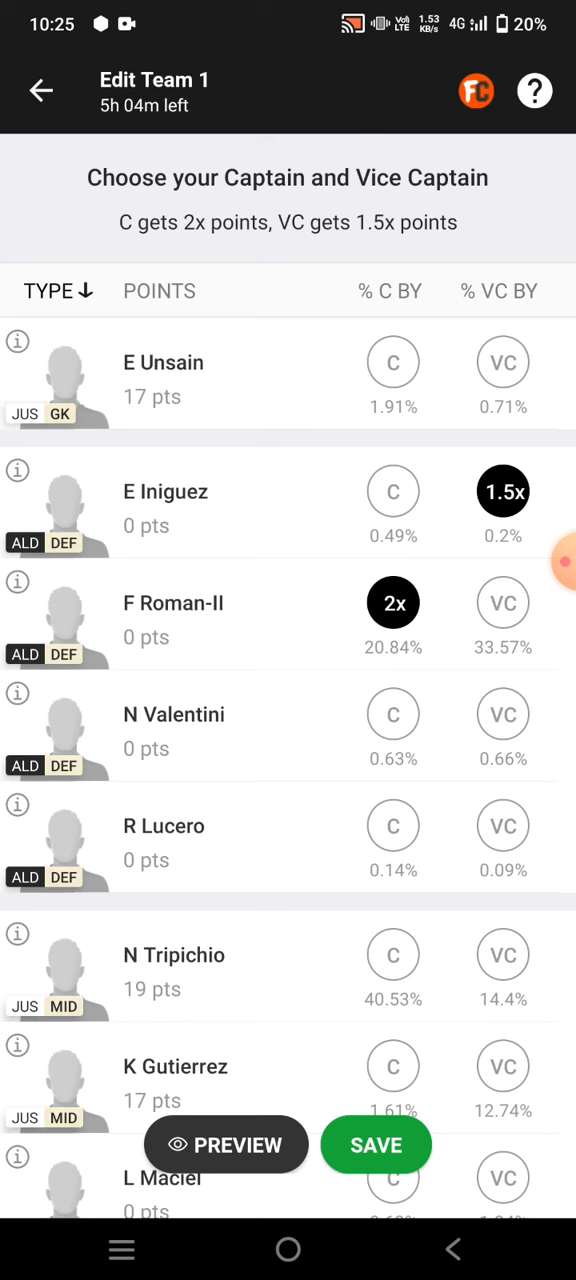 10:25 Vo) LTE 1.53 KB/s 4G 20%
Edit Team 1
5h 04m left
FC ?
Choose your Captain and Vice Captain
C gets 2x points, VC gets 1.5x points
TYPE POINTS % C BY % VC BY
E Unsain C VC
17 pts
JUS GK 1.91% 0.71%
E Iniguez C 1.5x
0 pts
ALD DEF 0.49% 0.2%
F Roman-II 2x VC
0 pts
ALD DEF 20.84% 33.57%
N Valentini C VC
0 pts
ALD DEF 0.63% 0.66%
R Lucero C VC
0 pts
ALD DEF 0.14% 0.09%
N Tripichio C VC
19 pts
JUS MID 40.53% 14.4%
K Gutierrez C VC
17 pts
JUS MID 1.61% 12.74%
PREVIEW SAVE
L Maciel C VC
0 pts